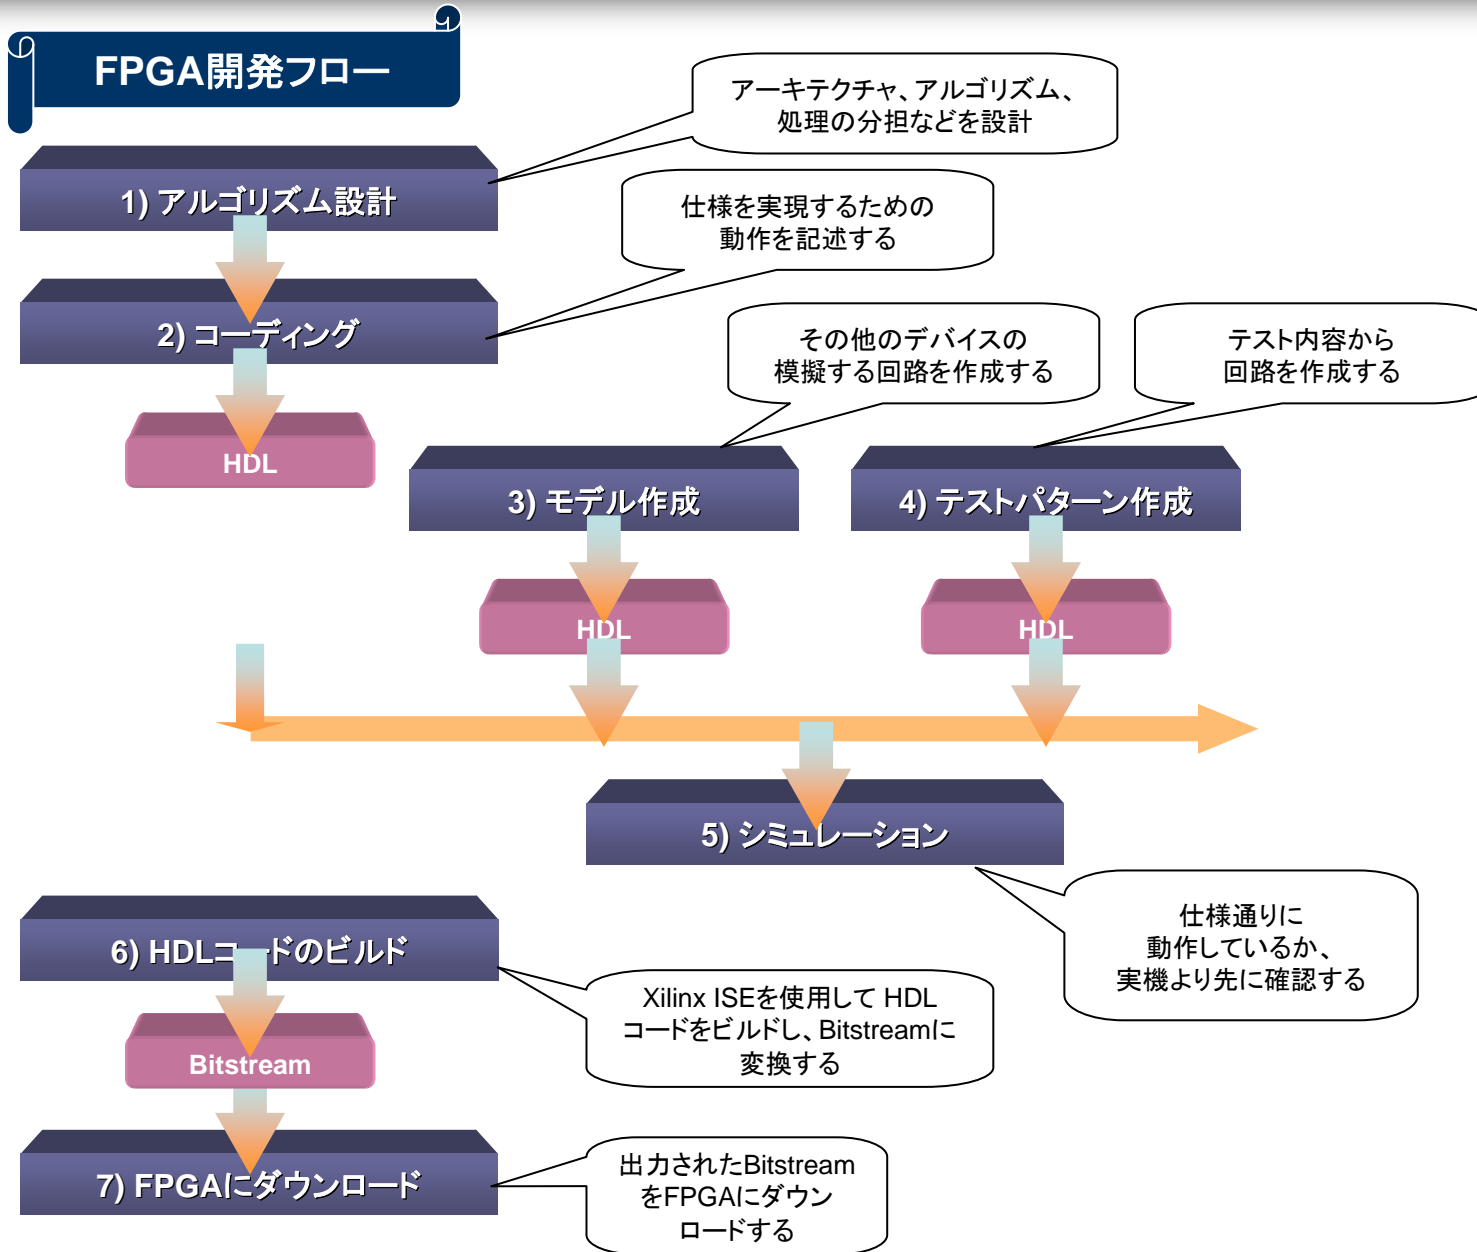 FPGA開発フロー
アーキテクチャ、アルゴリズム、
処理の分担などを設計
1) アルゴリズム設計
仕様を実現するための
動作を記述する
2) コーディング
その他のデバイスの
模擬する回路を作成する
テスト内容から
回路を作成する
HDL
3) モデル作成
4) テストパターン作成
HDL
HDL
5) シミュレーション
仕様通りに
動作しているか、
実機より先に確認する
6) HDLコードのビルド
Xilinx ISEを使用して HDL
コードをビルドし、Bitstreamに
変換する
Bitstream
7) FPGAにダウンロード
出力されたBitstream
をFPGAにダウン
ロードする